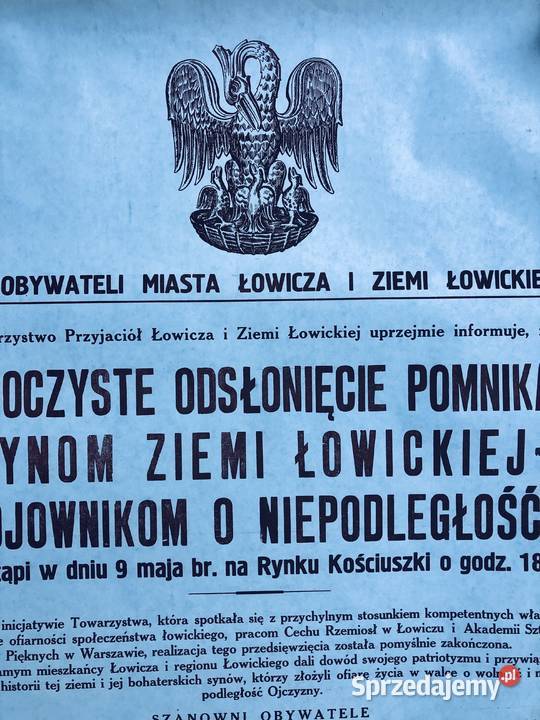 OBYWATELI MIASTA ŁOWICZA I ZIEMI ŁOWICKIE
rzystwo Przyjaciół Łowicza i Ziemi Łowickiej uprzejmie informuje,
OCZYSTE ODSŁONIĘCIE POMNIKA
YNOM ZIEMI ŁOWICKIEJ-
OJOWNIKOM O NIEPODLEGŁOŚĆ
tąpi w dniu 9 maja br. na Rynku Kościuszki o godz. 18
inicjatywie Towarzystwa, która spotkała się z przychylnym stosunkiem kompetentnych wła
e ofiarności społeczeństwa łowickiego, pracom Cechu Rzemiosł w Łowiczu i Akademii Szt
Pięknych w Warszawie, realizacja tego przedsięwzięcia została pomyślnie zakończona.
amym mieszkańcy Łowicza i regionu Łowickiego dali dowód swojego patriotyzmu i przywią
historii tej ziemi i jej bohaterskich synów, którzy złożyli ofiarę życia w walce o wolność i n
podległość Ojczyzny.
SZANOWNI OBYWATELE
Sprzedajemy.pl